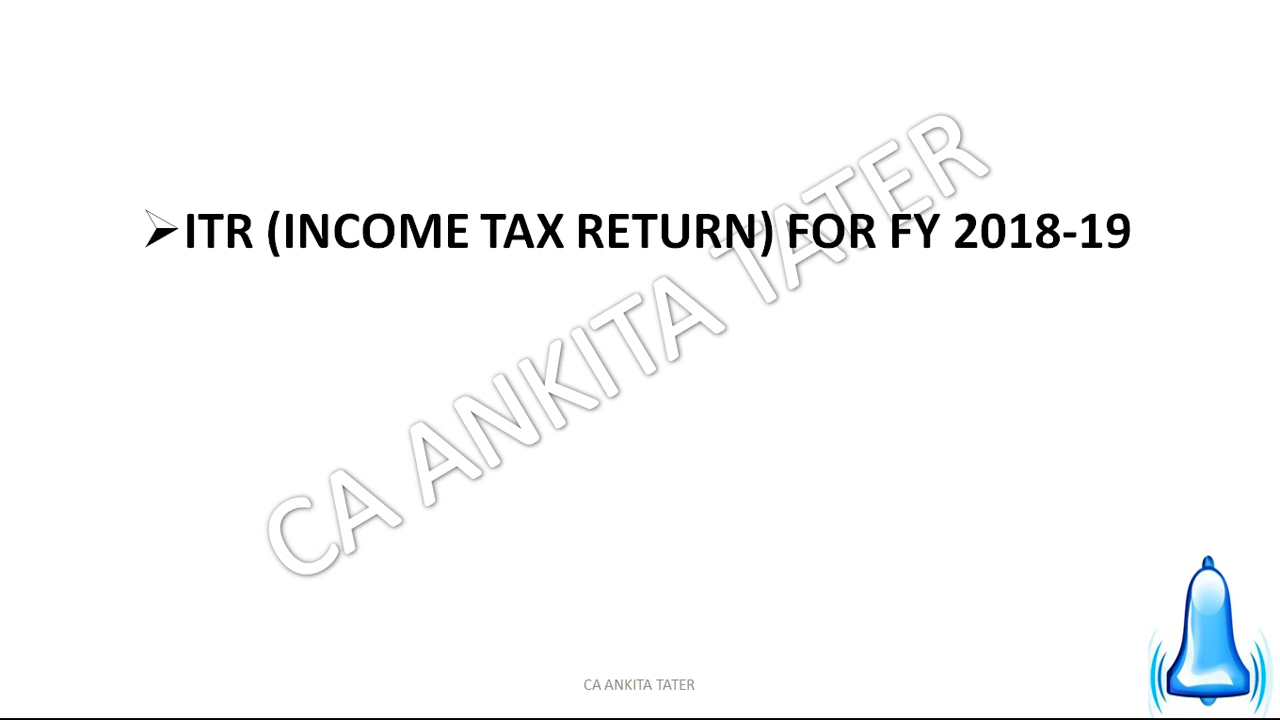 ➢ITR (INCOME TAX RETURN) FOR FY 2018-19
CA ANKITA TATER
CA ANKITA TATER